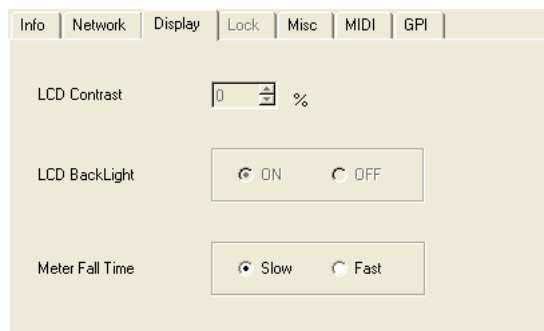 Info Network Display Lock Misc MIDI GPI
LCD Contrast 0 %
LCD BackLight ON OFF
Meter Fall Time Slow Fast